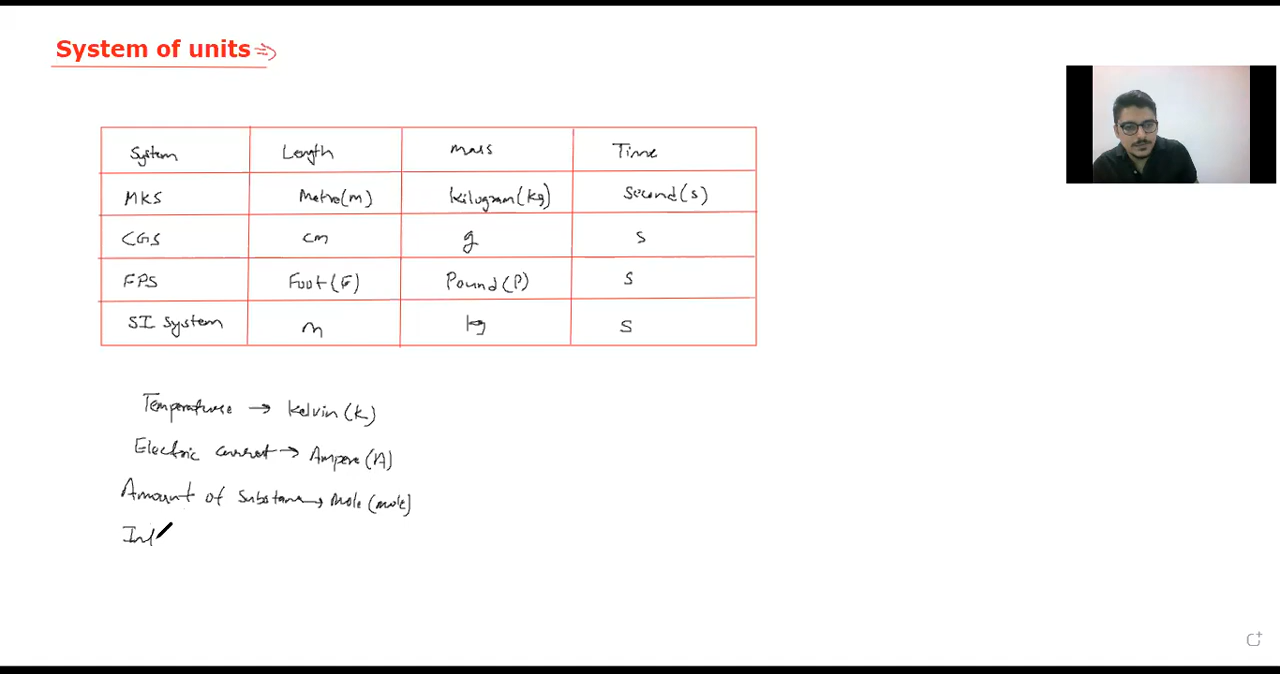 System of units ⇒
System Length Mass Time
MKS Metre(m) kilogram(kg) Second(s)
CGS cm g s
FPS Foot(F) Pound(P) s
SI System m kg s
Temperature → kelvin(k)
Electric current → Ampere(A)
Amount of Substance → Mole(mole)